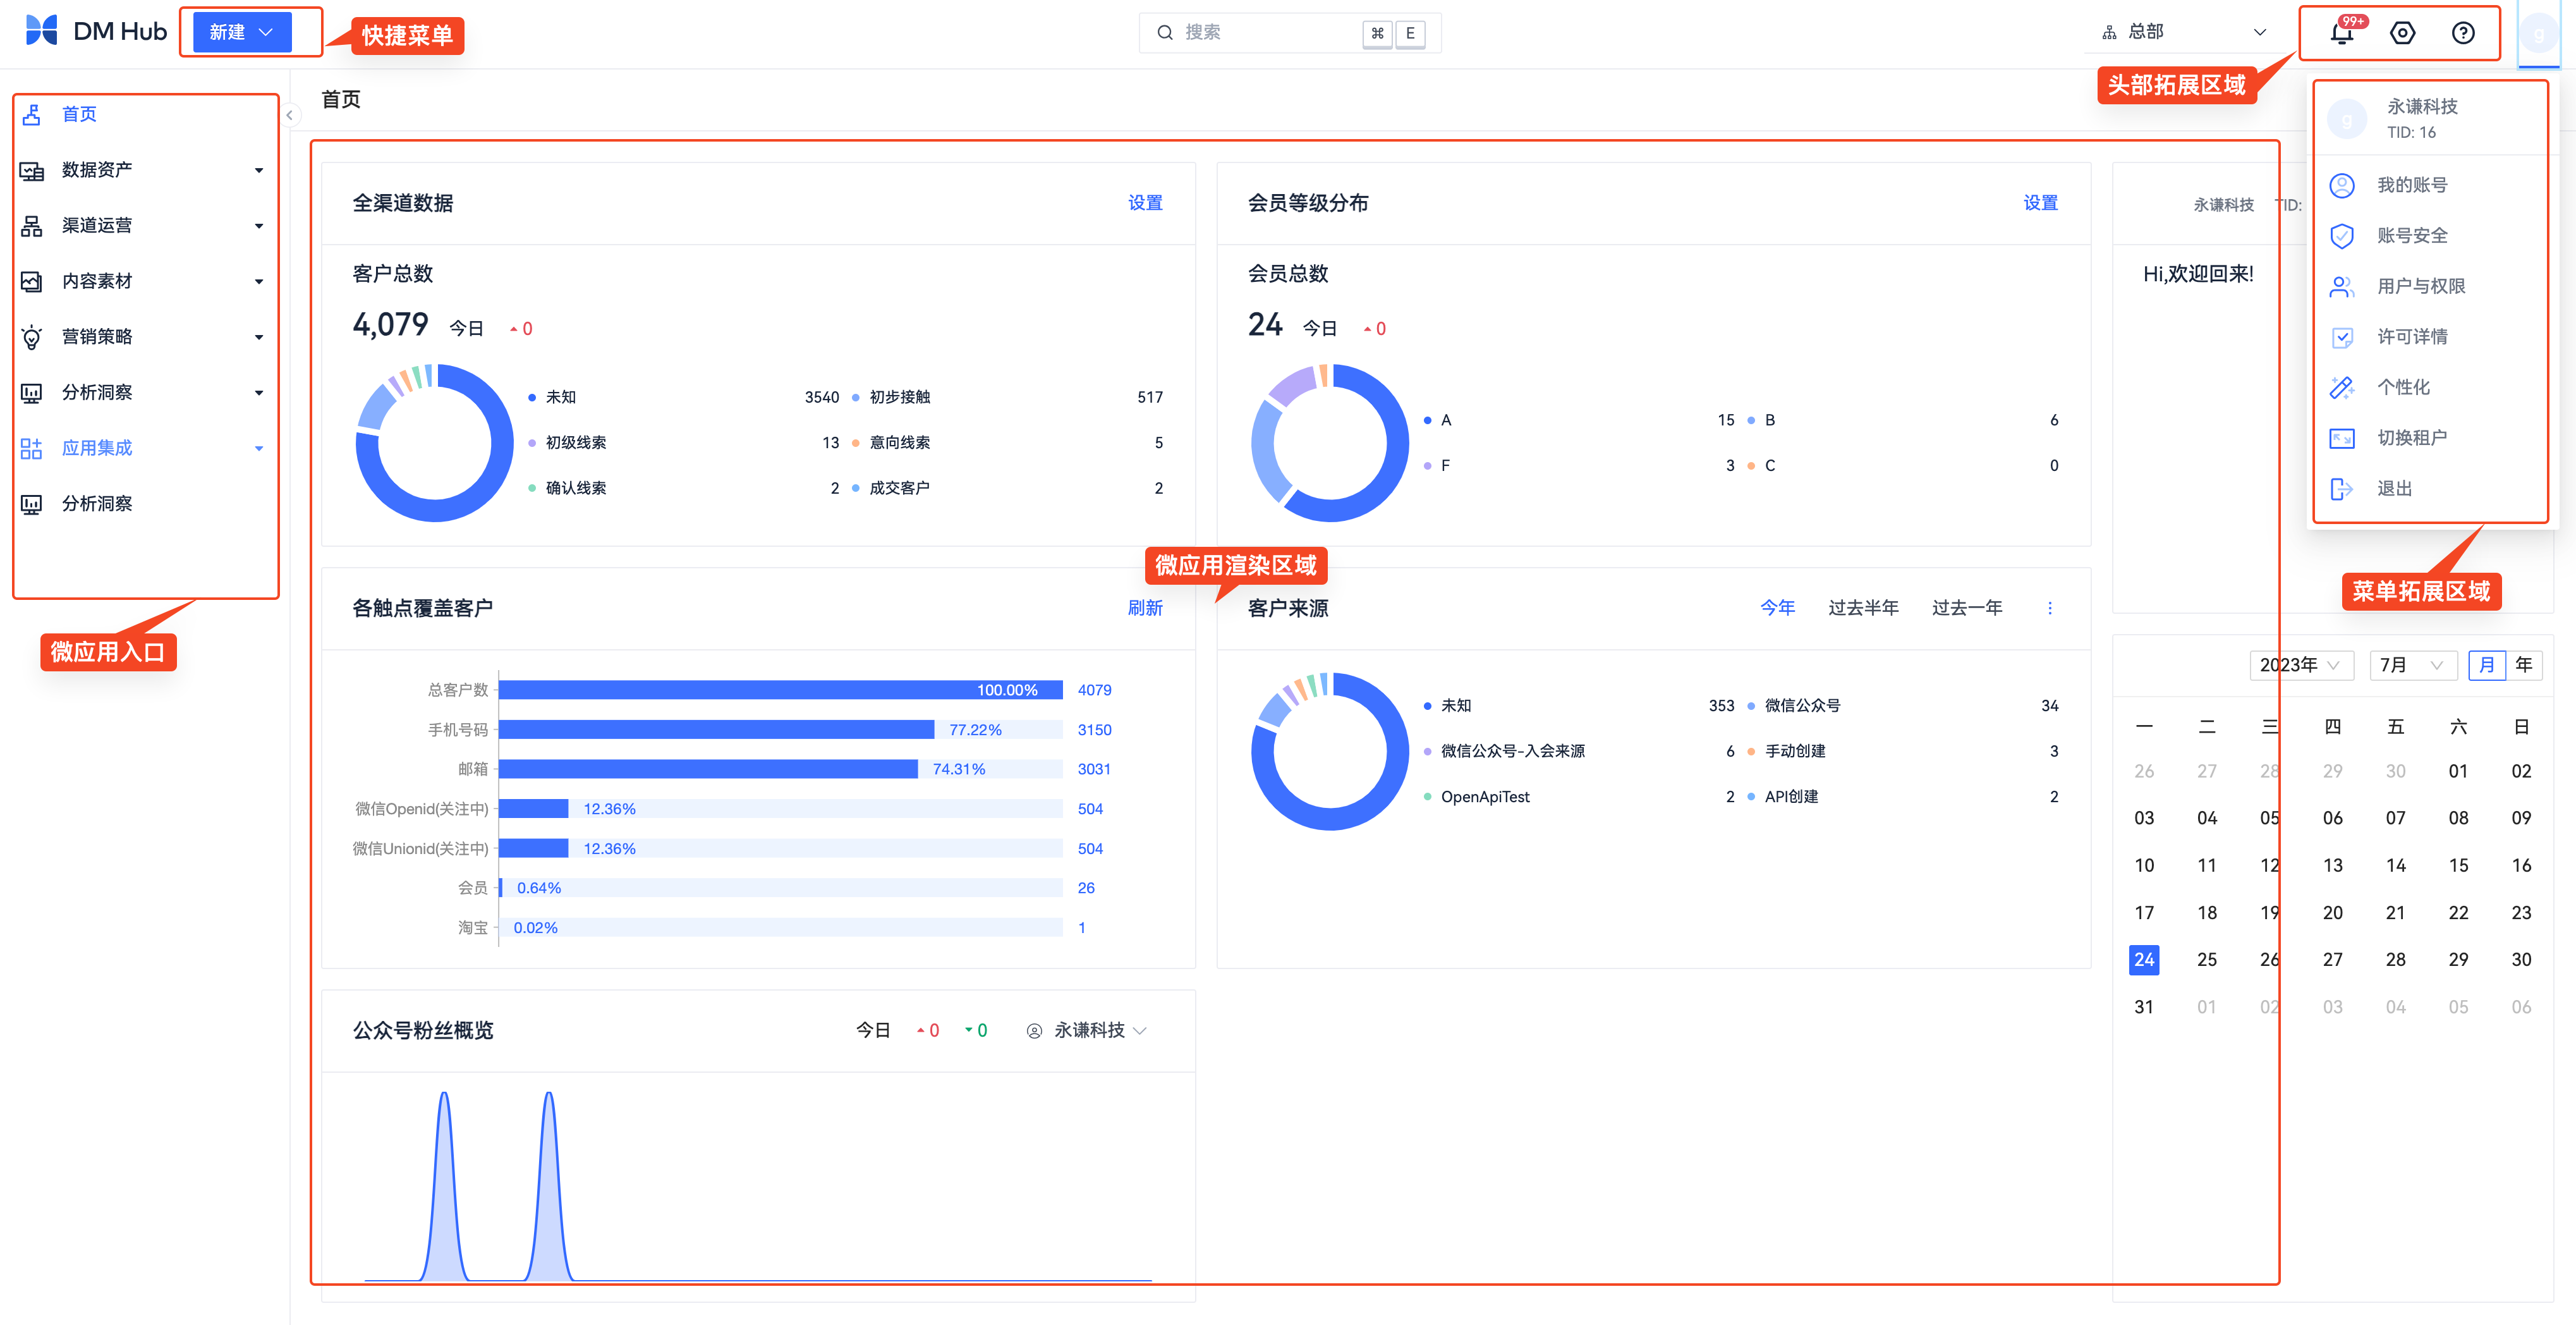 DM Hub
新建
快捷菜单
搜索
⌘ E
总部
99+
g
头部拓展区域
首页
数据资产
渠道运营
内容素材
营销策略
分析洞察
应用集成
分析洞察
微应用入口
首页
全渠道数据 设置
客户总数
4,079 今日 0
未知 3540 初步接触 517
初级线索 13 意向线索 5
确认线索 2 成交客户 2
会员等级分布 设置
会员总数
24 今日 0
A 15 B 6
F 3 C 0
永谦科技 TID:
Hi,欢迎回来!
g
永谦科技
TID: 16
我的账号
账号安全
用户与权限
许可详情
个性化
切换租户
退出
菜单拓展区域
微应用渲染区域
各触点覆盖客户 刷新
总客户数 100.00% 4079
手机号码 77.22% 3150
邮箱 74.31% 3031
微信Openid(关注中) 12.36% 504
微信Unionid(关注中) 12.36% 504
会员 0.64% 26
淘宝 0.02% 1
客户来源 今年 过去半年 过去一年
未知 353 微信公众号 34
微信公众号-入会来源 6 手动创建 3
OpenApiTest 2 API创建 2
2023年 7月 月 年
一 二 三 四 五 六 日
26 27 28 29 30 01 02
03 04 05 06 07 08 09
10 11 12 13 14 15 16
17 18 19 20 21 22 23
24 25 26 27 28 29 30
31 01 02 03 04 05 06
公众号粉丝概览 今日 0 0 永谦科技